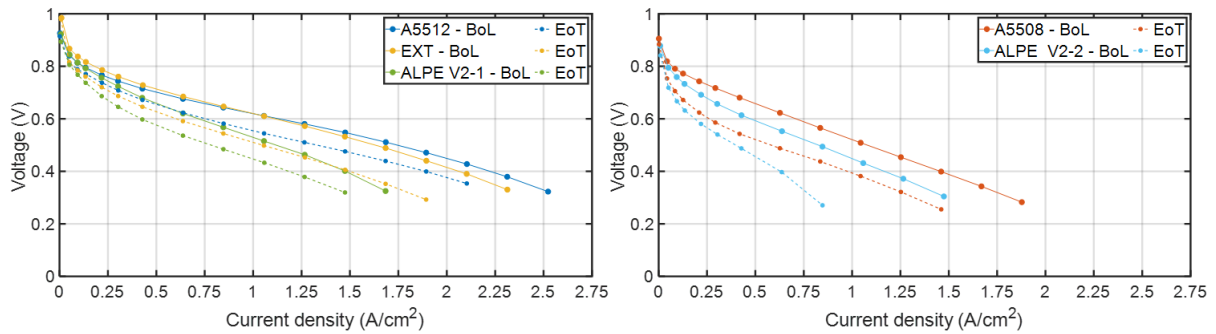 A5512 - BoL EoT
EXT - BoL EoT
ALPE V2-1 - BoL EoT
1
0.8
0.6
0.4
0.2
0
Voltage (V)
0 0.25 0.5 0.75 1 1.25 1.5 1.75 2 2.25 2.5 2.75
Current density (A/cm²)
A5508 - BoL EoT
ALPE V2-2 - BoL EoT
1
0.8
0.6
0.4
0.2
0
Voltage (V)
0 0.25 0.5 0.75 1 1.25 1.5 1.75 2 2.25 2.5 2.75
Current density (A/cm²)